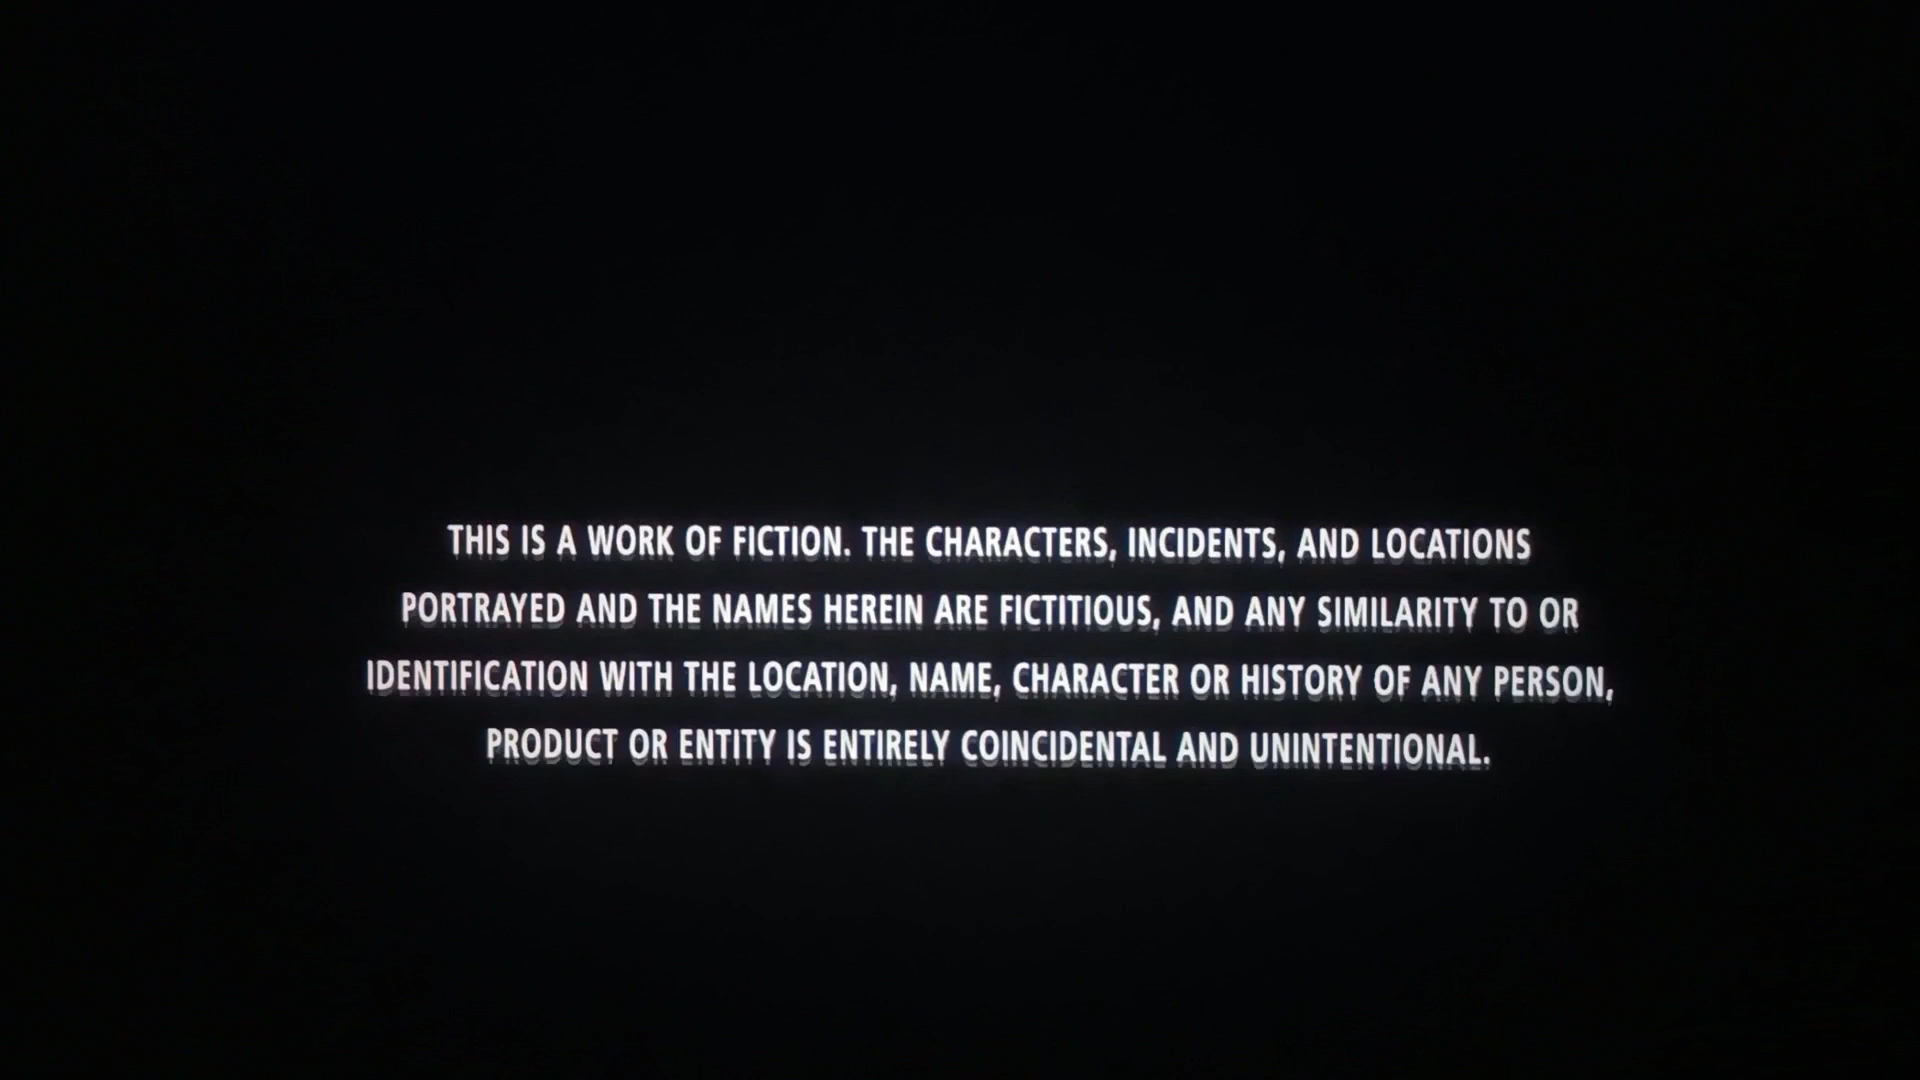 THIS IS A WORK OF FICTION. THE CHARACTERS, INCIDENTS, AND LOCATIONS
PORTRAYED AND THE NAMES HEREIN ARE FICTITIOUS, AND ANY SIMILARITY TO OR
IDENTIFICATION WITH THE LOCATION, NAME, CHARACTER OR HISTORY OF ANY PERSON,
PRODUCT OR ENTITY IS ENTIRELY COINCIDENTAL AND UNINTENTIONAL.